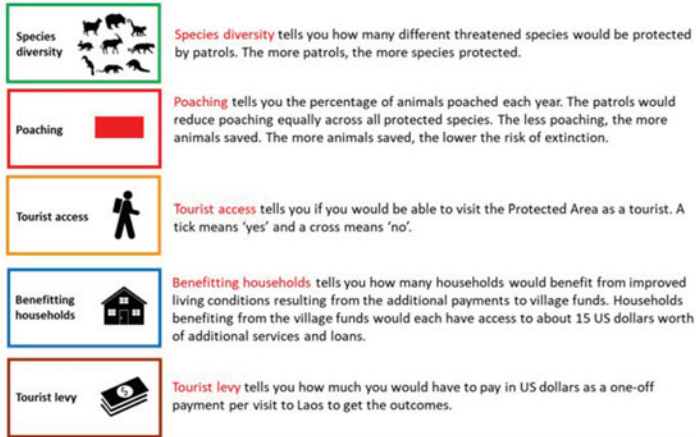 Species diversity
Species diversity tells you how many different threatened species would be protected
by patrols. The more patrols, the more species protected.
Poaching
Poaching tells you the percentage of animals poached each year. The patrols would
reduce poaching equally across all protected species. The less poaching, the more
animals saved. The more animals saved, the lower the risk of extinction.
Tourist access
Tourist access tells you if you would be able to visit the Protected Area as a tourist. A
tick means ‘yes’ and a cross means ‘no’.
Benefitting
households
Benefitting households tells you how many households would benefit from improved
living conditions resulting from the additional payments to village funds. Households
benefiting from the village funds would each have access to about 15 US dollars worth
of additional services and loans.
Tourist levy
$
Tourist levy tells you how much you would have to pay in US dollars as a one-off
payment per visit to Laos to get the outcomes.